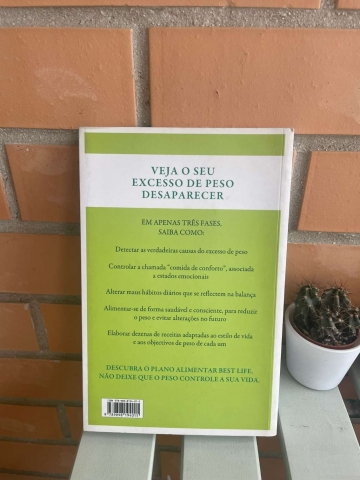 VEJA O SEU
EXCESSO DE PESO
DESAPARECER
EM APENAS TRÊS FASES,
SAIBA COMO:
Detectar as verdadeiras causas do excesso de peso
Controlar a chamada "comida de conforto", associada
a estados emocionais
Alterar maus hábitos diários que se reflectem na balança
Alimentar-se de forma saudável e consciente, para reduzir
o peso e evitar alterações no futuro
Elaborar dezenas de receitas adaptadas ao estilo de vida
e aos objectivos de peso de cada um
DESCUBRA O PLANO ALIMENTAR BEST LIFE.
NÃO DEIXE QUE O PESO CONTROLE A SUA VIDA.